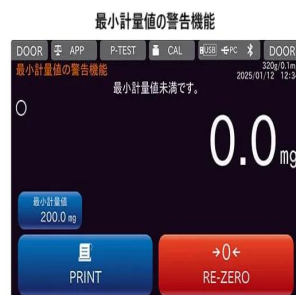 最小計量値の警告機能
DOOR APP P-TEST CAL USB PC DOOR
最小計量値の警告機能
320g/0.1m
2025/01/12 12:34
最小計量値未満です。
0.0 mg
最小計量値
200.0 mg
PRINT
→0←
RE-ZERO